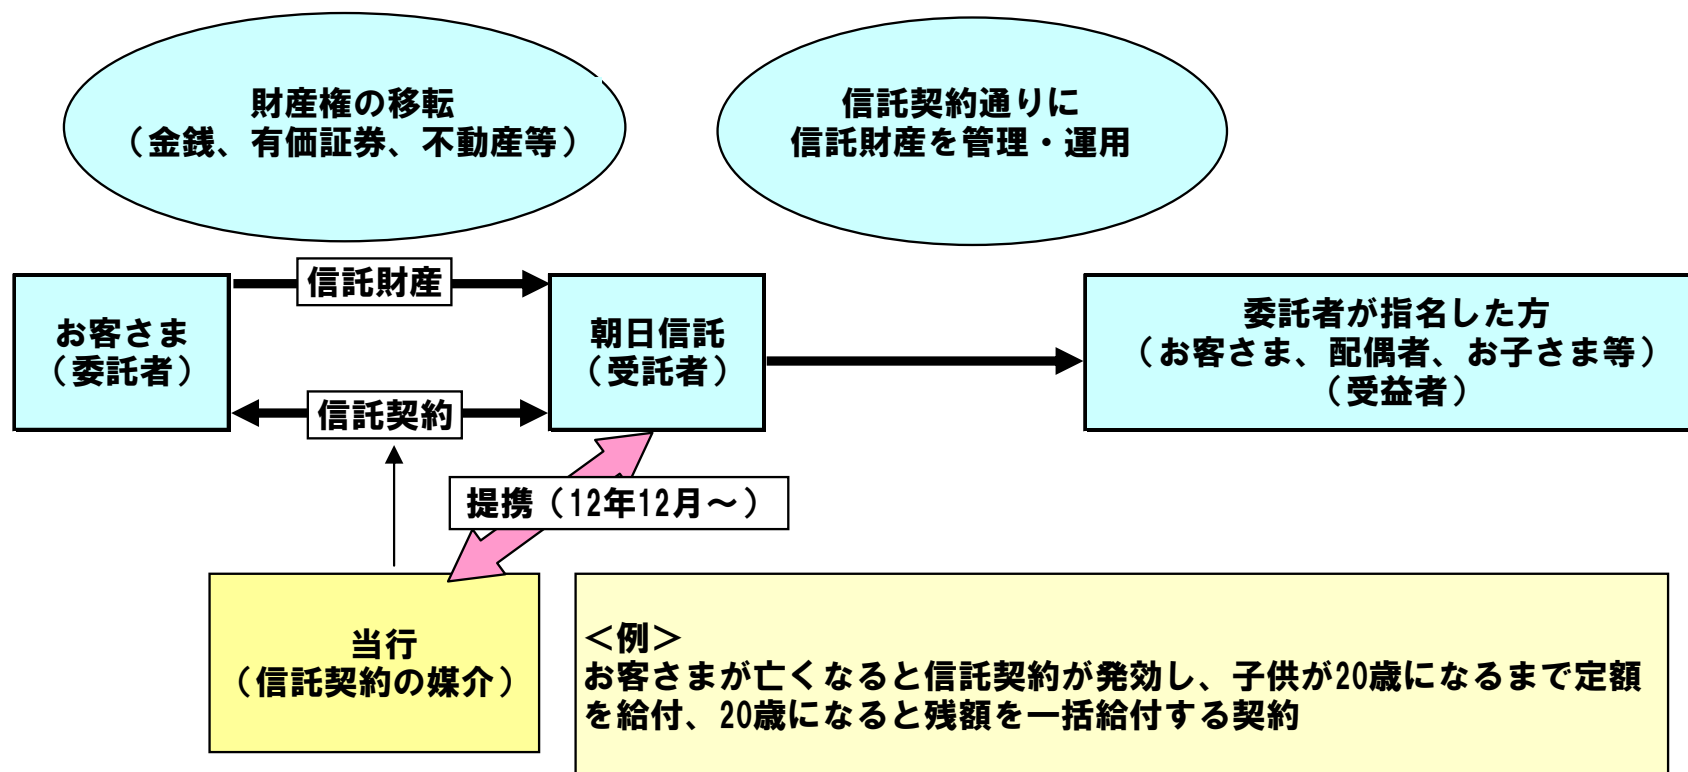 財産権の移転
（金銭、有価証券、不動産等）
信託契約通りに
信託財産を管理・運用
信託財産
お客さま
（委託者）
朝日信託
（受託者）
委託者が指名した方
（お客さま、配偶者、お子さま等）
（受益者）
信託契約
提携（12年12月～）
当行
（信託契約の媒介）
＜例＞
お客さまが亡くなると信託契約が発効し、子供が20歳になるまで定額
を給付、20歳になると残額を一括給付する契約